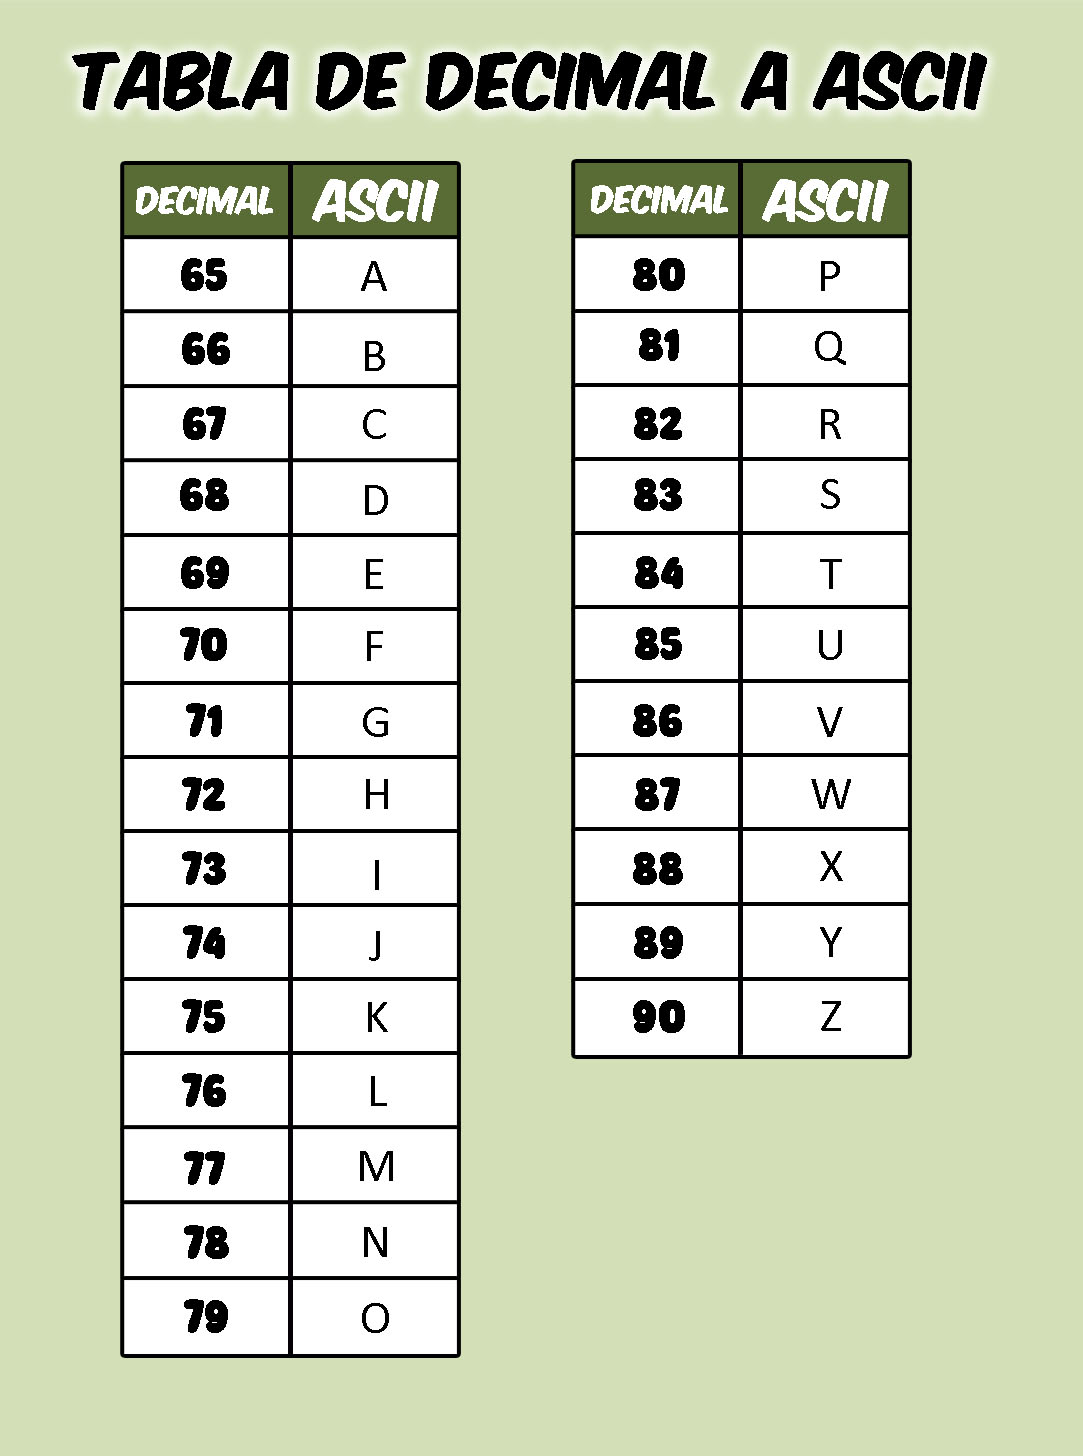 TABLA DE DECIMAL A ASCII
DECIMAL ASCII
65 A
66 B
67 C
68 D
69 E
70 F
71 G
72 H
73 I
74 J
75 K
76 L
77 M
78 N
79 O
DECIMAL ASCII
80 P
81 Q
82 R
83 S
84 T
85 U
86 V
87 W
88 X
89 Y
90 Z